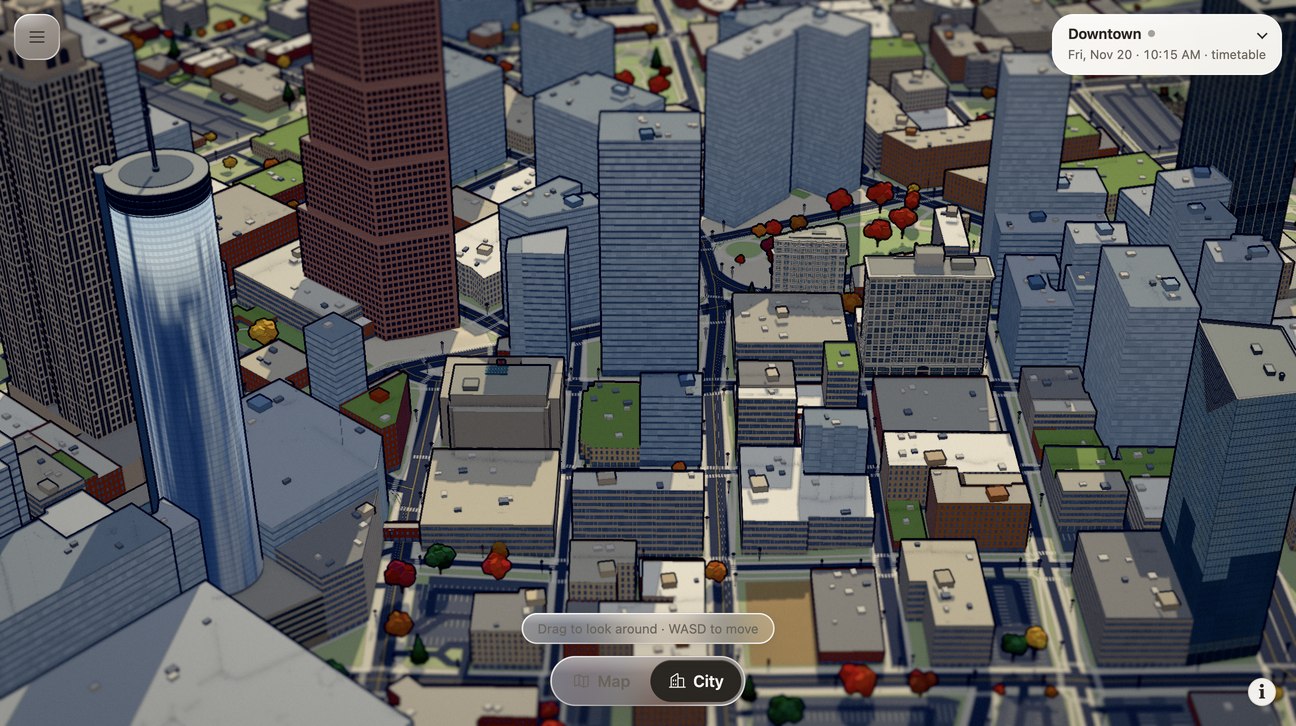 Downtown
Fri, Nov 20 · 10:15 AM · timetable
Drag to look around · WASD to move
Map
City
i